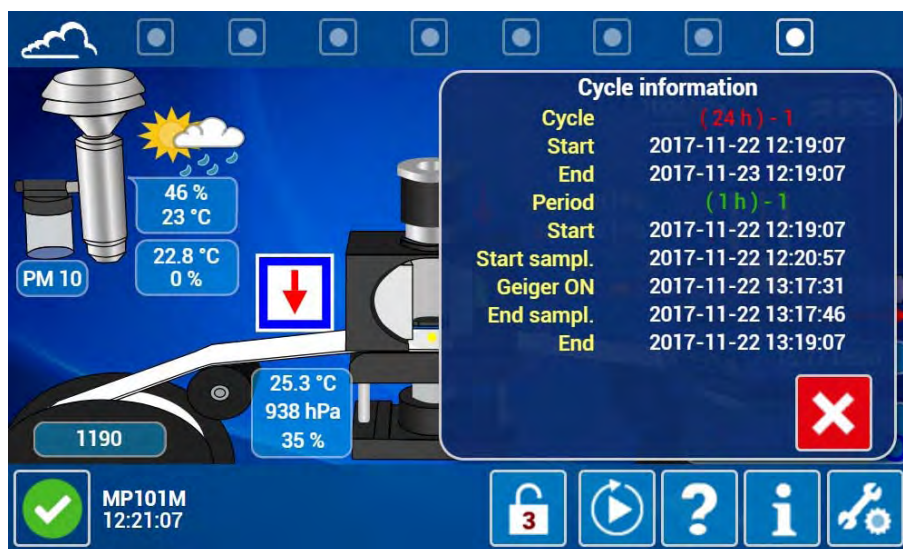 Cycle information
Cycle (24 h) - 1
Start 2017-11-22 12:19:07
End 2017-11-23 12:19:07
Period (1 h) - 1
Start 2017-11-22 12:19:07
Start sampl. 2017-11-22 12:20:57
Geiger ON 2017-11-22 13:17:31
End sampl. 2017-11-22 13:17:46
End 2017-11-22 13:19:07
46 %
23 °C
22.8 °C
0 %
PM 10
25.3 °C
938 hPa
35 %
1190
MP101M
12:21:07
3
?
i